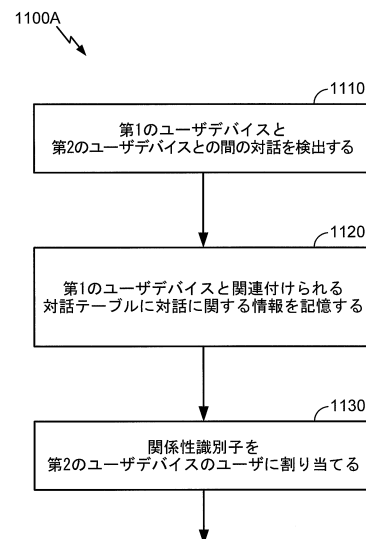 1100A
1110
第1のユーザデバイスと
第2のユーザデバイスとの間の対話を検出する
1120
第1のユーザデバイスと関連付けられる
対話テーブルに対話に関する情報を記憶する
1130
関係性識別子を
第2のユーザデバイスのユーザに割り当てる